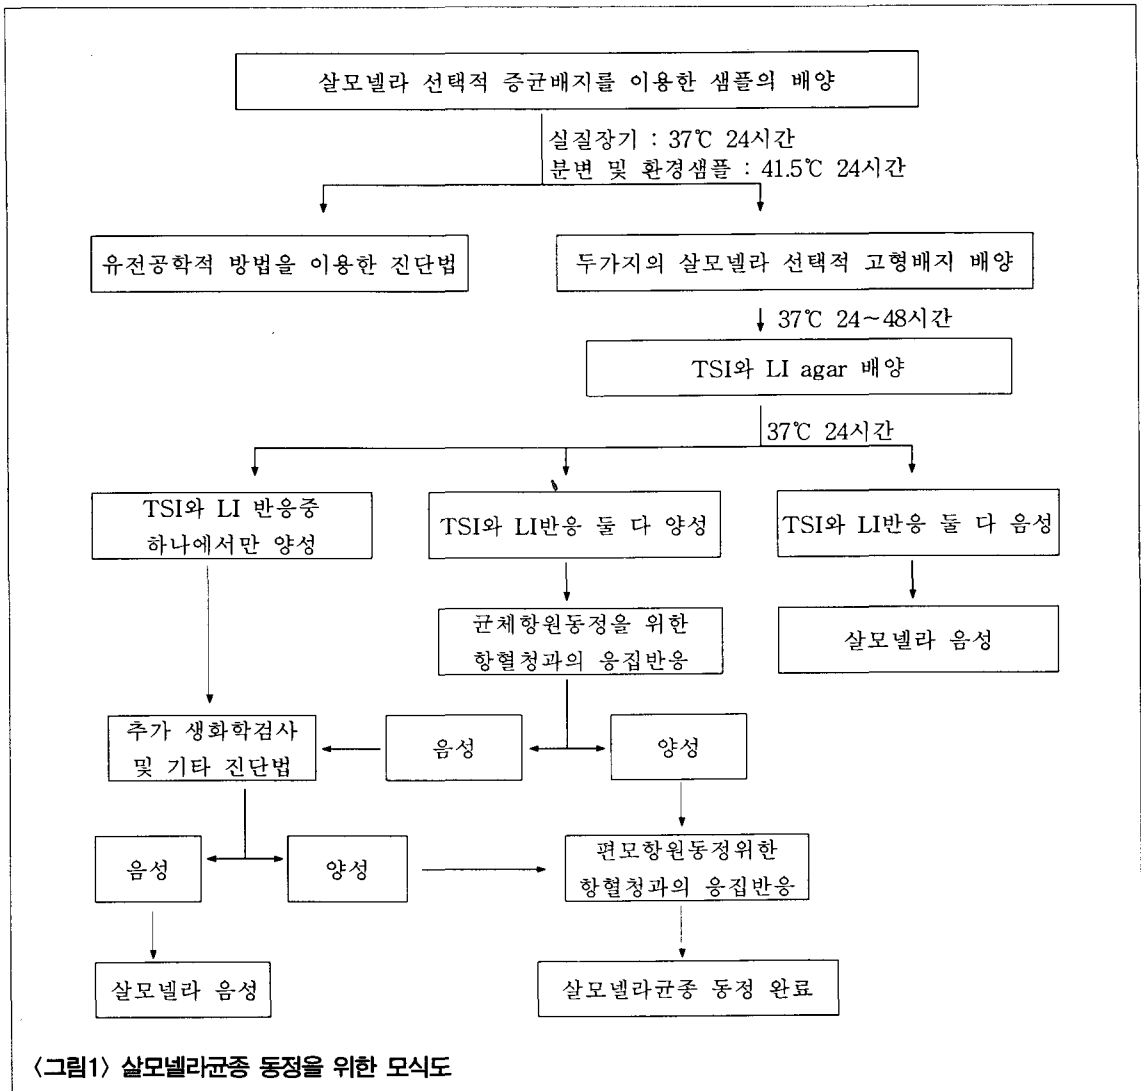 살모넬라 선택적 증균배지를 이용한 샘플의 배양
실질장기 : 37℃ 24시간
분변 및 환경샘플 : 41.5℃ 24시간
유전공학적 방법을 이용한 진단법
두가지의 살모넬라 선택적 고형배지 배양
37℃ 24~48시간
TSI와 LI agar 배양
37℃ 24시간
TSI와 LI 반응중
하나에서만 양성
TSI와 LI반응 둘 다 양성
TSI와 LI반응 둘 다 음성
균체항원동정을 위한
항혈청과의 응집반응
살모넬라 음성
추가 생화학검사
및 기타 진단법
음성
양성
음성
양성
편모항원동정위한
항혈청과의 응집반응
살모넬라 음성
살모넬라균종 동정 완료
〈그림1〉 살모넬라균종 동정을 위한 모식도